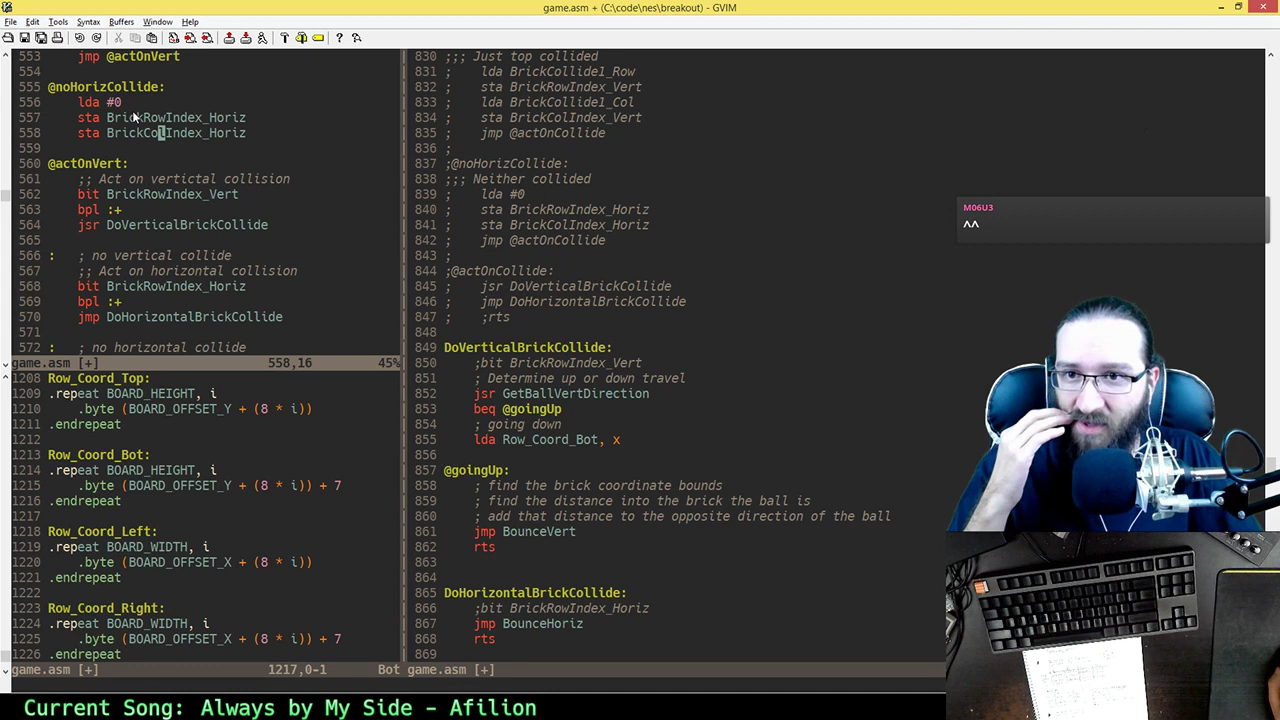 game.asm + (C:\code\nes\breakout) - GVIM
File Edit Tools Syntax Buffers Window Help
553     jmp @actOnVert
554
555 @noHorizCollide:
556     lda #0
557     sta BrickRowIndex_Horiz
558     sta BrickColIndex_Horiz
559
560 @actOnVert:
561     ;; Act on vertictal collision
562     bit BrickRowIndex_Vert
563     bpl :+
564     jsr DoVerticalBrickCollide
565
566 :   ; no vertical collide
567     ;; Act on horizontal collision
568     bit BrickRowIndex_Horiz
569     bpl :+
570     jmp DoHorizontalBrickCollide
571
572 :   ; no horizontal collide
game.asm [+] 558,16 45%
1208 Row_Coord_Top:
1209 .repeat BOARD_HEIGHT, i
1210     .byte (BOARD_OFFSET_Y + (8 * i))
1211 .endrepeat
1212
1213 Row_Coord_Bot:
1214 .repeat BOARD_HEIGHT, i
1215     .byte (BOARD_OFFSET_Y + (8 * i)) + 7
1216 .endrepeat
1217
1218 Row_Coord_Left:
1219 .repeat BOARD_WIDTH, i
1220     .byte (BOARD_OFFSET_X + (8 * i))
1221 .endrepeat
1222
1223 Row_Coord_Right:
1224 .repeat BOARD_WIDTH, i
1225     .byte (BOARD_OFFSET_X + (8 * i)) + 7
1226 .endrepeat
game.asm [+] 1217,0-1 Bot
830 ;;; Just top collided
831 ;    lda BrickCollide1_Row
832 ;    sta BrickRowIndex_Vert
833 ;    lda BrickCollide1_Col
834 ;    sta BrickColIndex_Vert
835 ;    jmp @actOnCollide
836 ;
837 ;@noHorizCollide:
838 ;;; Neither collided
839 ;    lda #0
840 ;    sta BrickRowIndex_Horiz
841 ;    sta BrickColIndex_Horiz
842 ;    jmp @actOnCollide
843 ;
844 ;@actOnCollide:
845 ;    jsr DoVerticalBrickCollide
846 ;    jmp DoHorizontalBrickCollide
847 ;    ;rts
848
849 DoVerticalBrickCollide:
850     ;bit BrickRowIndex_Vert
851     ; Determine up or down travel
852     jsr GetBallVertDirection
853     beq @goingUp
854     ; going down
855     lda Row_Coord_Bot, x
856
857 @goingUp:
858     ; find the brick coordinate bounds
859     ; find the distance into the brick the ball is
860     ; add that distance to the opposite direction of the ball
861     jmp BounceVert
862     rts
863
864
865 DoHorizontalBrickCollide:
866     ;bit BrickRowIndex_Horiz
867     jmp BounceHoriz
868     rts
869
game.asm [+]
M06U3
^^
Current Song: Always by My Side - Afilion